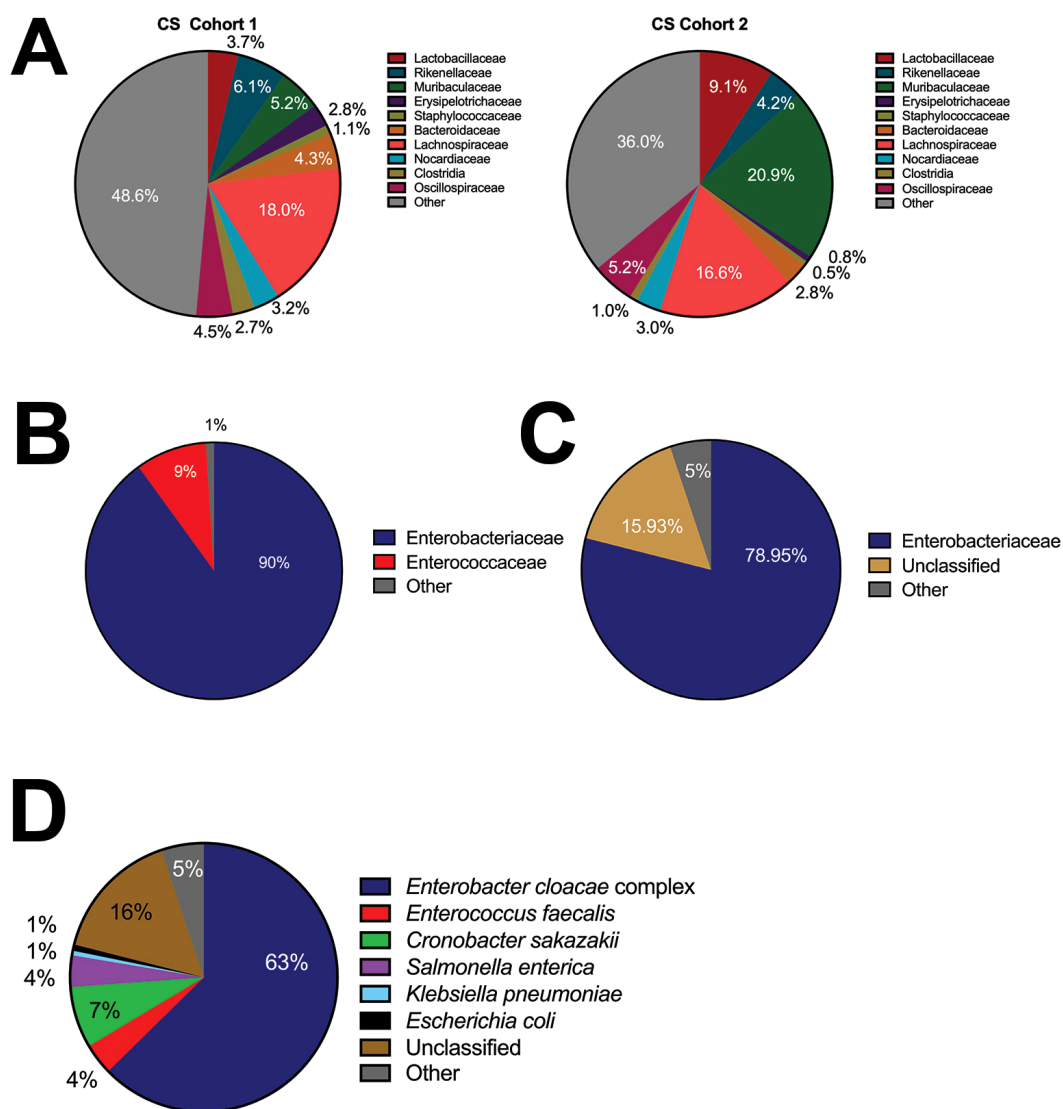 A
CS Cohort 1
3.7%
6.1%
5.2%
2.8%
1.1%
4.3%
18.0%
3.2%
2.7%
4.5%
48.6%
Lactobacillaceae
Rikenellaceae
Muribaculaceae
Erysipelotrichaceae
Staphylococcaceae
Bacteroidaceae
Lachnospiraceae
Nocardiaceae
Clostridia
Oscillospiraceae
Other
CS Cohort 2
9.1%
4.2%
20.9%
0.8%
0.5%
2.8%
16.6%
3.0%
1.0%
5.2%
36.0%
Lactobacillaceae
Rikenellaceae
Muribaculaceae
Erysipelotrichaceae
Staphylococcaceae
Bacteroidaceae
Lachnospiraceae
Nocardiaceae
Clostridia
Oscillospiraceae
Other
B
1%
9%
90%
Enterobacteriaceae
Enterococcaceae
Other
C
5%
15.93%
78.95%
Enterobacteriaceae
Unclassified
Other
D
5%
16%
1%
1%
4%
7%
4%
63%
Enterobacter cloacae complex
Enterococcus faecalis
Cronobacter sakazakii
Salmonella enterica
Klebsiella pneumoniae
Escherichia coli
Unclassified
Other